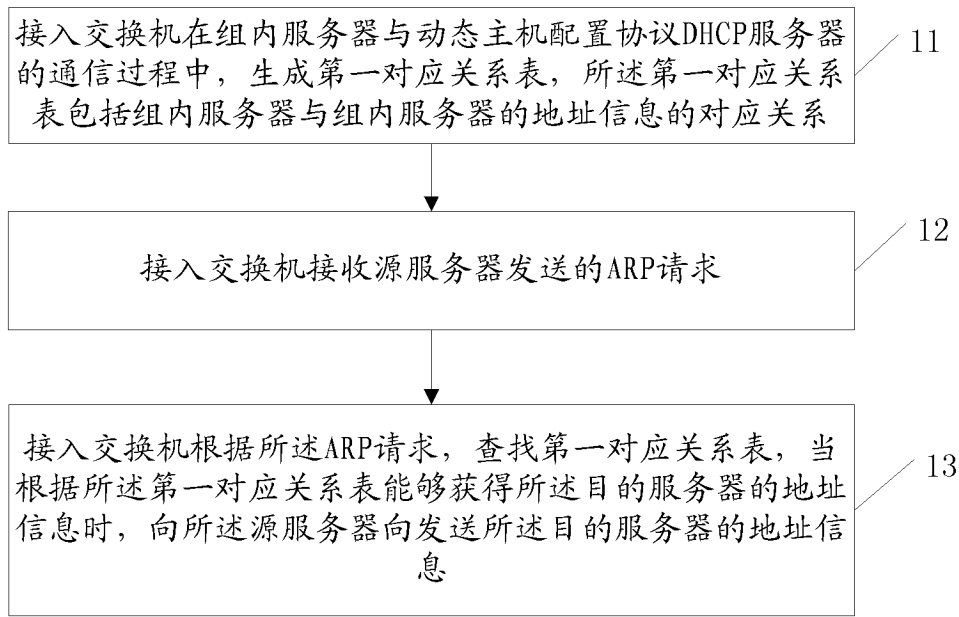 接入交换机在组内服务器与动态主机配置协议DHCP服务器
的通信过程中，生成第一对应关系表，所述第一对应关系
表包括组内服务器与组内服务器的地址信息的对应关系
11
接入交换机接收源服务器发送的ARP请求
12
接入交换机根据所述ARP请求，查找第一对应关系表，当
根据所述第一对应关系表能够获得所述目的服务器的地址
信息时，向所述源服务器向发送所述目的服务器的地址信
息
13